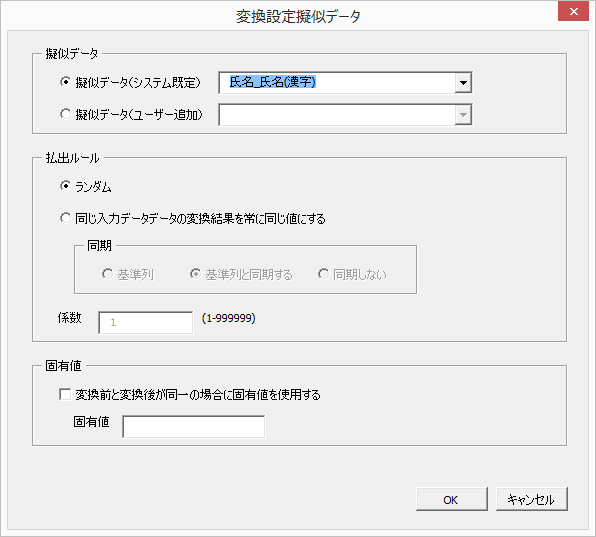 変換設定擬似データ
擬似データ
擬似データ(システム既定)
氏名_氏名(漢字)
擬似データ(ユーザー追加)
払出ルール
ランダム
同じ入力データデータの変換結果を常に同じ値にする
同期
基準列 基準列と同期する 同期しない
係数 1 (1-999999)
固有値
変換前と変換後が同一の場合に固有値を使用する
固有値
OK キャンセル